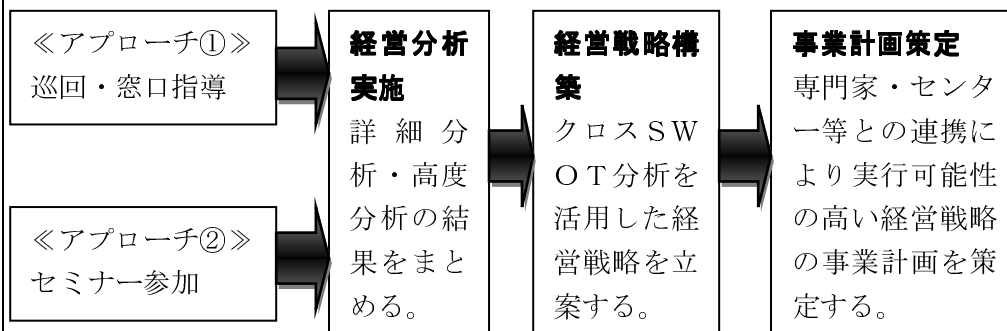 ≪アプローチ①≫
巡回・窓口指導
≪アプローチ②≫
セミナー参加
経営分析
実施
詳細分
析・高度
分析の結
果をまと
める。
経営戦略構
築
クロスSW
OT分析を
活用した経
営戦略を立
案する。
事業計画策定
専門家・センタ
ー等との連携に
より実行可能性
の高い経営戦略
の事業計画を策
定する。